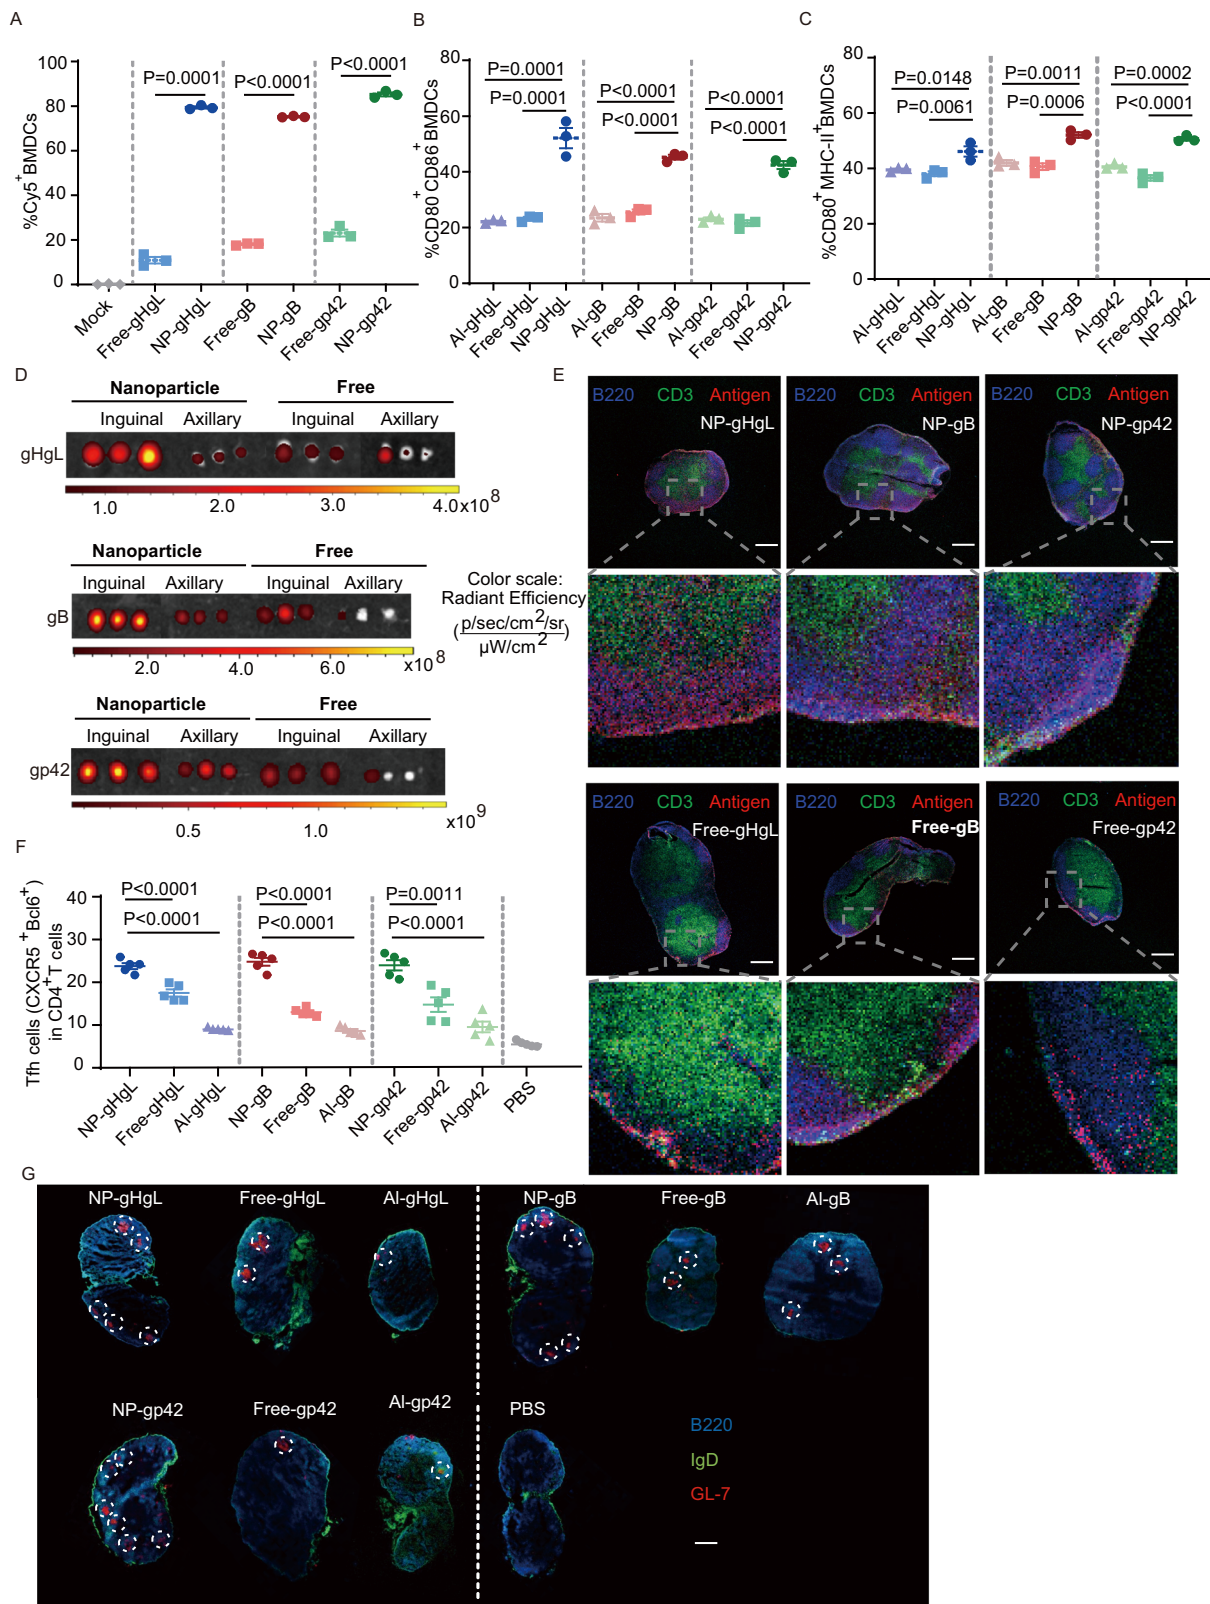 A
%Cy5+ BMDCs
100
80
60
40
20
0
P=0.0001
P<0.0001
P<0.0001
Mock
Free-gHgL
NP-gHgL
Free-gB
NP-gB
Free-gp42
NP-gp42
B
%CD80+ CD86+ BMDCs
80
60
40
20
0
P=0.0001
P=0.0001
P<0.0001
P<0.0001
P<0.0001
P<0.0001
Al-gHgL
Free-gHgL
NP-gHgL
Al-gB
Free-gB
NP-gB
Al-gp42
Free-gp42
NP-gp42
C
%CD80+ MHC-II+ BMDCs
80
60
40
20
0
P=0.0148
P=0.0061
P=0.0011
P=0.0006
P=0.0002
P<0.0001
Al-gHgL
Free-gHgL
NP-gHgL
Al-gB
Free-gB
NP-gB
Al-gp42
Free-gp42
NP-gp42
D
Nanoparticle Free
Inguinal Axillary Inguinal Axillary
gHgL
1.0 2.0 3.0 4.0x10^8
Nanoparticle Free
Inguinal Axillary Inguinal Axillary
gB
2.0 4.0 6.0 x10^8
Color scale:
Radiant Efficiency
(p/sec/cm²/sr
µW/cm²)
Nanoparticle Free
Inguinal Axillary Inguinal Axillary
gp42
0.5 1.0 x10^9
E
B220 CD3 Antigen
NP-gHgL
B220 CD3 Antigen
NP-gB
B220 CD3 Antigen
NP-gp42
B220 CD3 Antigen
Free-gHgL
B220 CD3 Antigen
Free-gB
B220 CD3 Antigen
Free-gp42
F
Tfh cells (CXCR5+ Bcl6+)
in CD4+T cells
40
30
20
10
0
P<0.0001
P<0.0001
P<0.0001
P<0.0001
P=0.0011
P<0.0001
NP-gHgL
Free-gHgL
Al-gHgL
NP-gB
Free-gB
Al-gB
NP-gp42
Free-gp42
Al-gp42
PBS
G
NP-gHgL Free-gHgL Al-gHgL NP-gB Free-gB Al-gB
NP-gp42 Free-gp42 Al-gp42 PBS
B220
IgD
GL-7